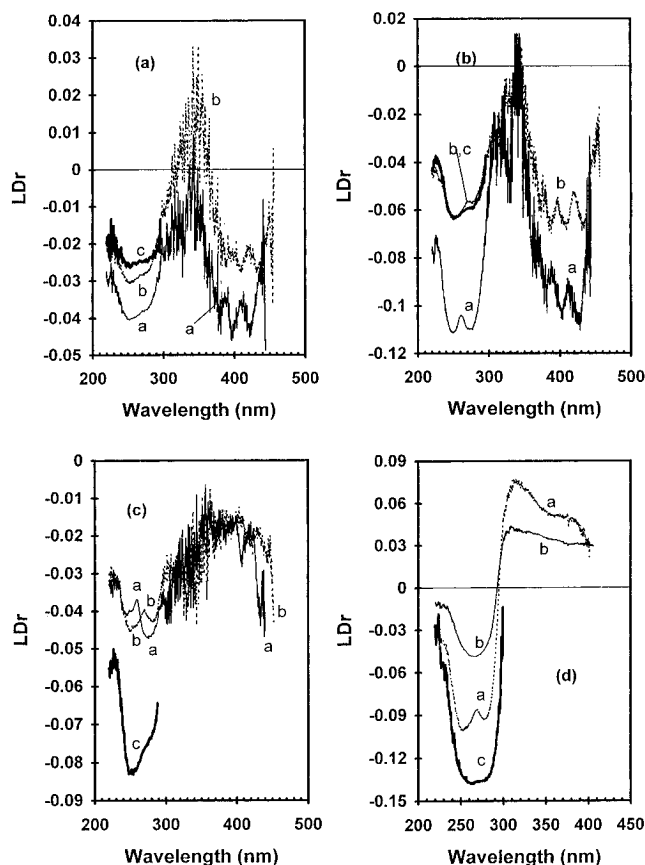 0.04
0.03
0.02
0.01
0
-0.01
-0.02
-0.03
-0.04
-0.05
LDr
(a)
b
c
b
a
a
200 300 400 500
Wavelength (nm)
0
-0.04
-0.06
-0.08
-0.1
-0.12
LDr
(b)
b,c
b
a
a
200 300 400 500
Wavelength (nm)
0
-0.01
-0.02
-0.03
-0.04
-0.05
-0.06
-0.07
-0.08
-0.09
LDr
(c)
a
b
b
a
b
a
c
200 300 400 500
Wavelength (nm)
0.09
0.06
0.03
0
-0.03
-0.06
-0.09
-0.12
-0.15
LDr
a
b
b
a
(d)
c
200 250 300 350 400 450
Wavelength (nm)